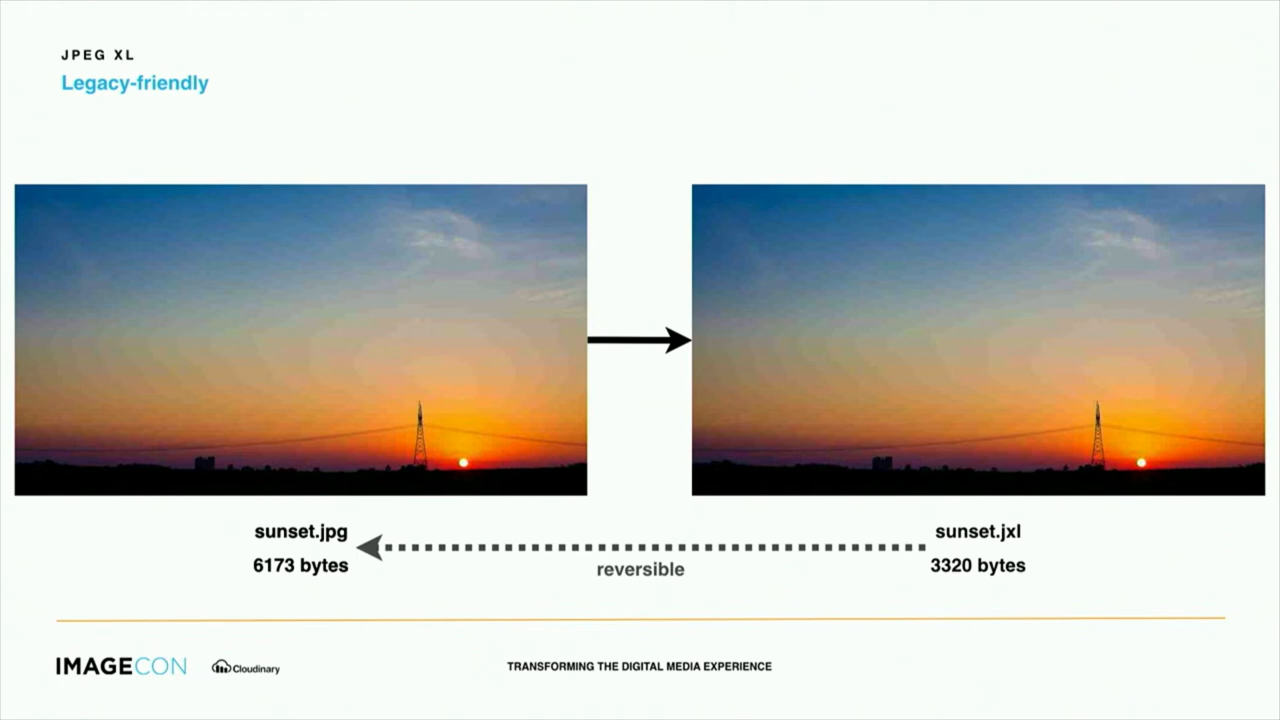 JPEG XL
Legacy-friendly
sunset.jpg
6173 bytes
reversible
sunset.jxl
3320 bytes
IMAGECON
Cloudinary
TRANSFORMING THE DIGITAL MEDIA EXPERIENCE